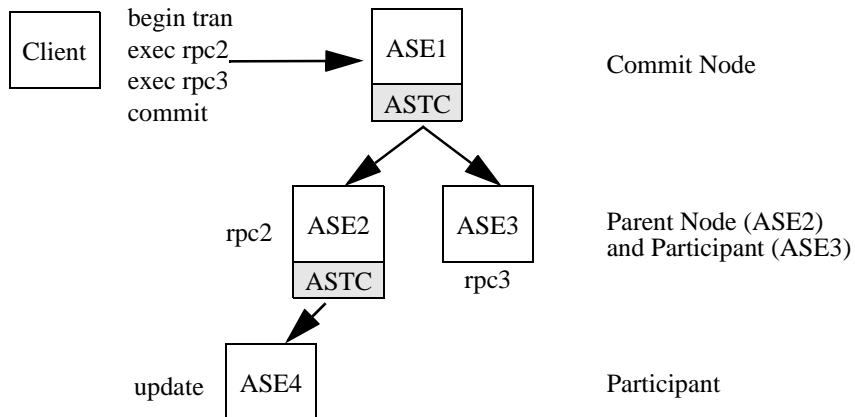 begin tran
Client
exec rpc2
exec rpc3
commit
ASE1
ASTC
Commit Node
rpc2
ASE2
ASTC
ASE3
rpc3
Parent Node (ASE2)
and Participant (ASE3)
update
ASE4
Participant